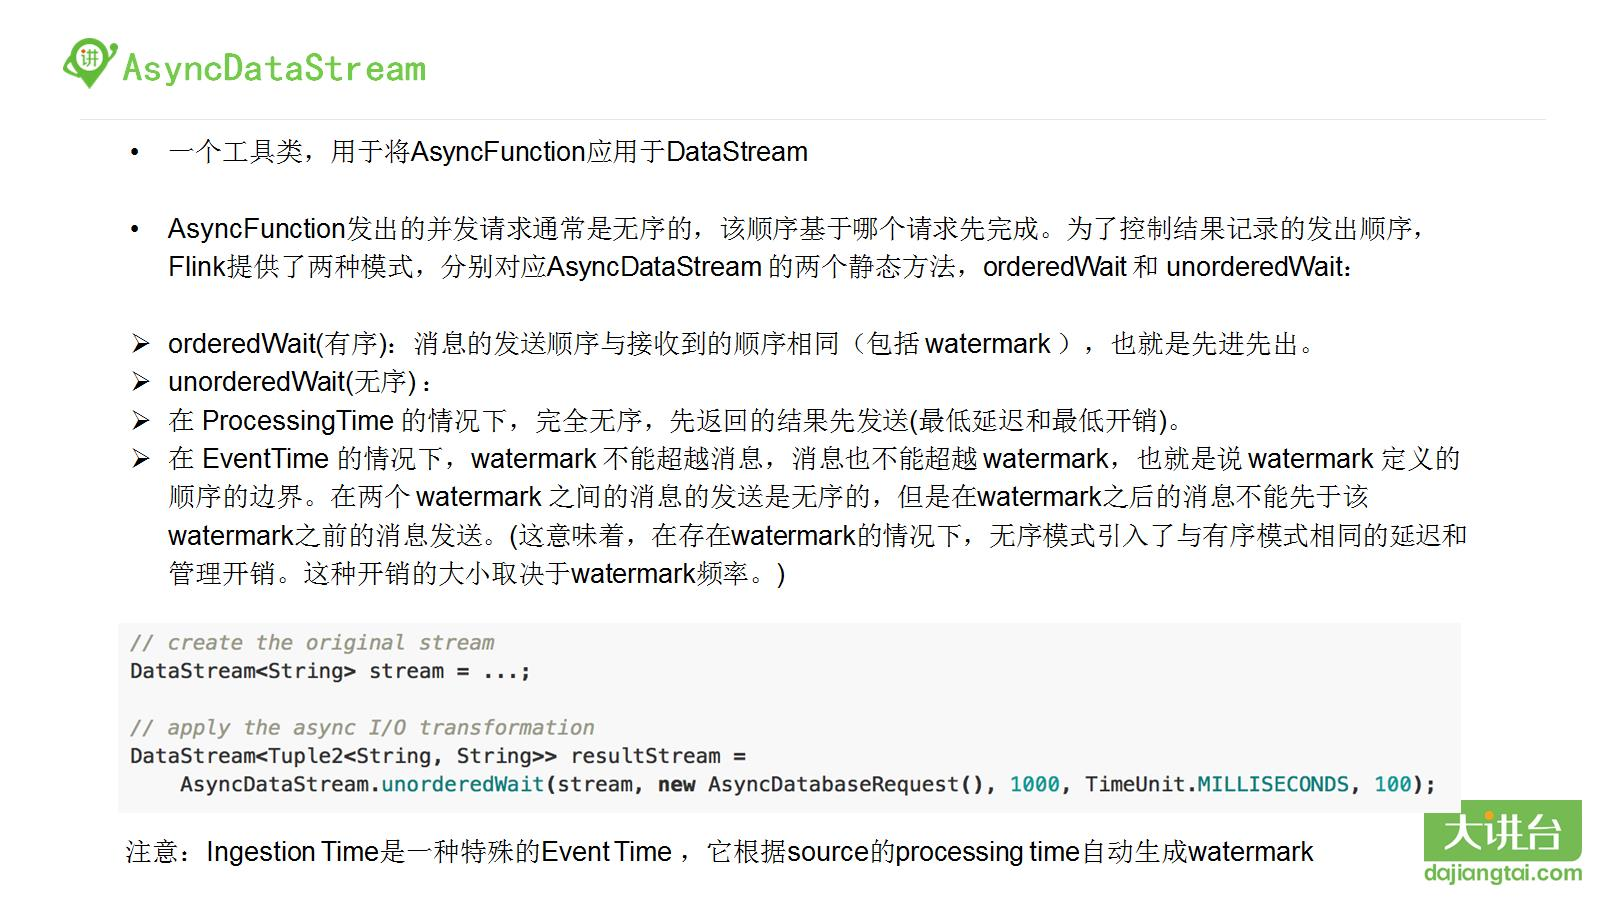 讲
AsyncDataStream
• 一个工具类，用于将AsyncFunction应用于DataStream
• AsyncFunction发出的并发请求通常是无序的，该顺序基于哪个请求先完成。为了控制结果记录的发出顺序，
Flink提供了两种模式，分别对应AsyncDataStream 的两个静态方法，orderedWait 和 unorderedWait：
➢ orderedWait(有序)：消息的发送顺序与接收到的顺序相同（包括 watermark ），也就是先进先出。
➢ unorderedWait(无序)：
➢ 在 ProcessingTime 的情况下，完全无序，先返回的结果先发送(最低延迟和最低开销)。
➢ 在 EventTime 的情况下，watermark 不能超越消息，消息也不能超越 watermark，也就是说 watermark 定义的
顺序的边界。在两个 watermark 之间的消息的发送是无序的，但是在watermark之后的消息不能先于该
watermark之前的消息发送。(这意味着，在存在watermark的情况下，无序模式引入了与有序模式相同的延迟和
管理开销。这种开销的大小取决于watermark频率。)
// create the original stream
DataStream<String> stream = ...;
// apply the async I/O transformation
DataStream<Tuple2<String, String>> resultStream =
AsyncDataStream.unorderedWait(stream, new AsyncDatabaseRequest(), 1000, TimeUnit.MILLISECONDS, 100);
注意：Ingestion Time是一种特殊的Event Time ，它根据source的processing time自动生成watermark
大讲台
dajiangtai.com